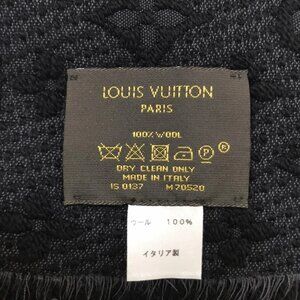 LOUIS VUITTON
PARIS
100% WOOL
P
DRY CLEAN ONLY
MADE IN ITALY
IS 0137 M70520
ウール 100%
イタリア製